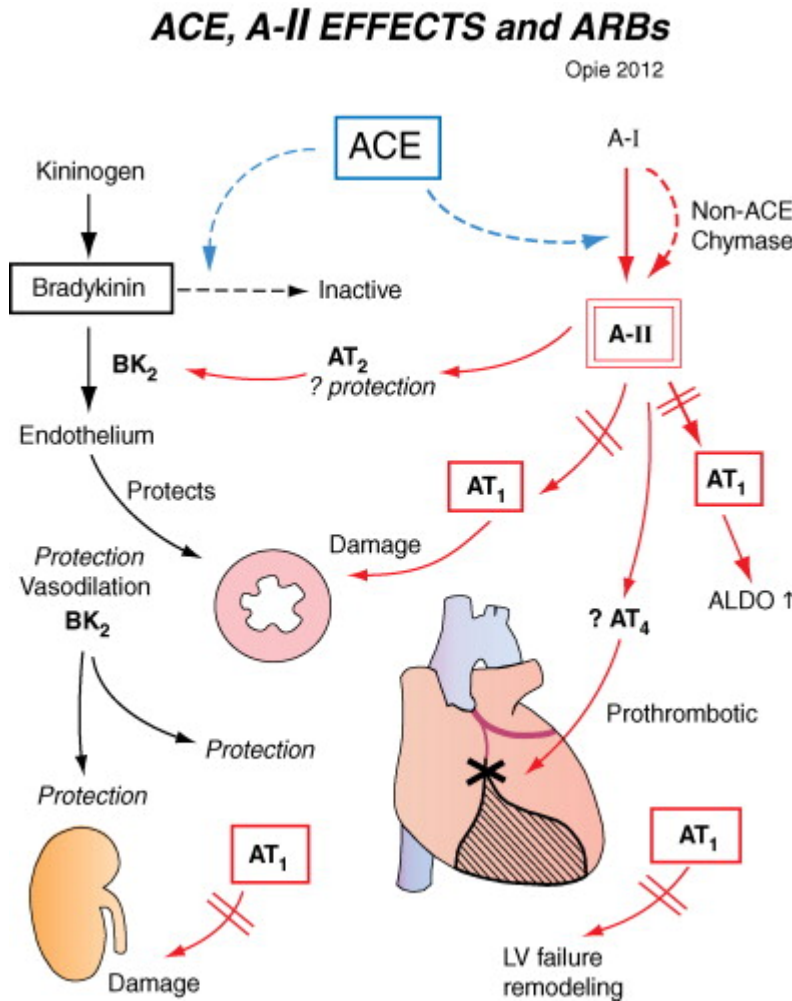 ACE, A-II EFFECTS and ARBs
Opie 2012
ACE
A-I
Kininogen
Non-ACE
Chymase
Bradykinin
Inactive
A-II
BK₂
AT₂
? protection
Endothelium
AT₁
AT₁
Protects
Damage
Protection
Vasodilation
BK₂
ALDO ↑
? AT₄
Prothrombotic
Protection
Protection
AT₁
AT₁
Damage
LV failure
remodeling